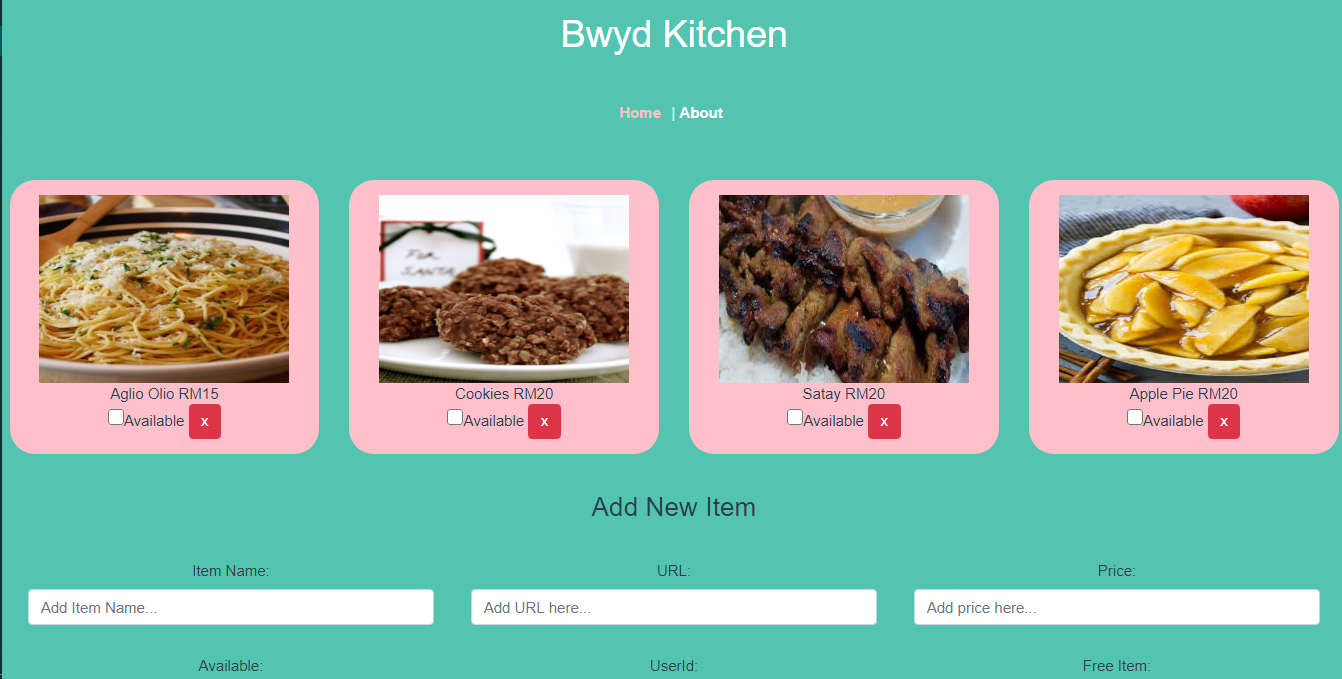 Bwyd Kitchen
Home | About
FOR
SANTA
Aglio Olio RM15
Available x
Cookies RM20
Available x
Satay RM20
Available x
Apple Pie RM20
Available x
Add New Item
Item Name:
Add Item Name...
URL:
Add URL here...
Price:
Add price here...
Available:
UserId:
Free Item: